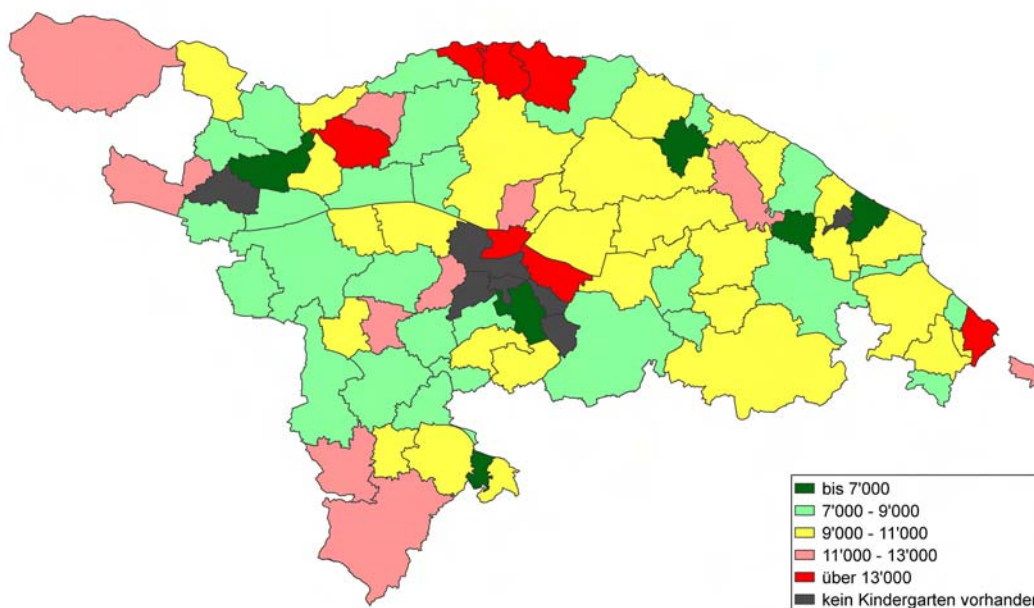 bis 7'000
7'000 - 9'000
9'000 - 11'000
11'000 - 13'000
über 13'000
kein Kindergarten vorhanden